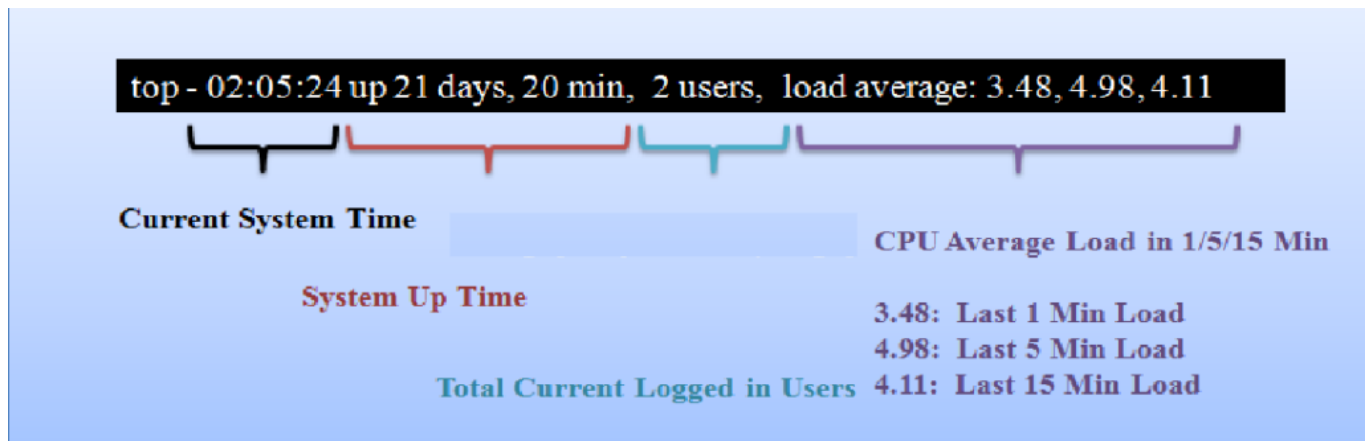 top - 02:05:24 up 21 days, 20 min,  2 users,  load average: 3.48, 4.98, 4.11
Current System Time
CPU Average Load in 1/5/15 Min
System Up Time
3.48:  Last 1 Min Load
4.98:  Last 5 Min Load
Total Current Logged in Users
4.11:  Last 15 Min Load